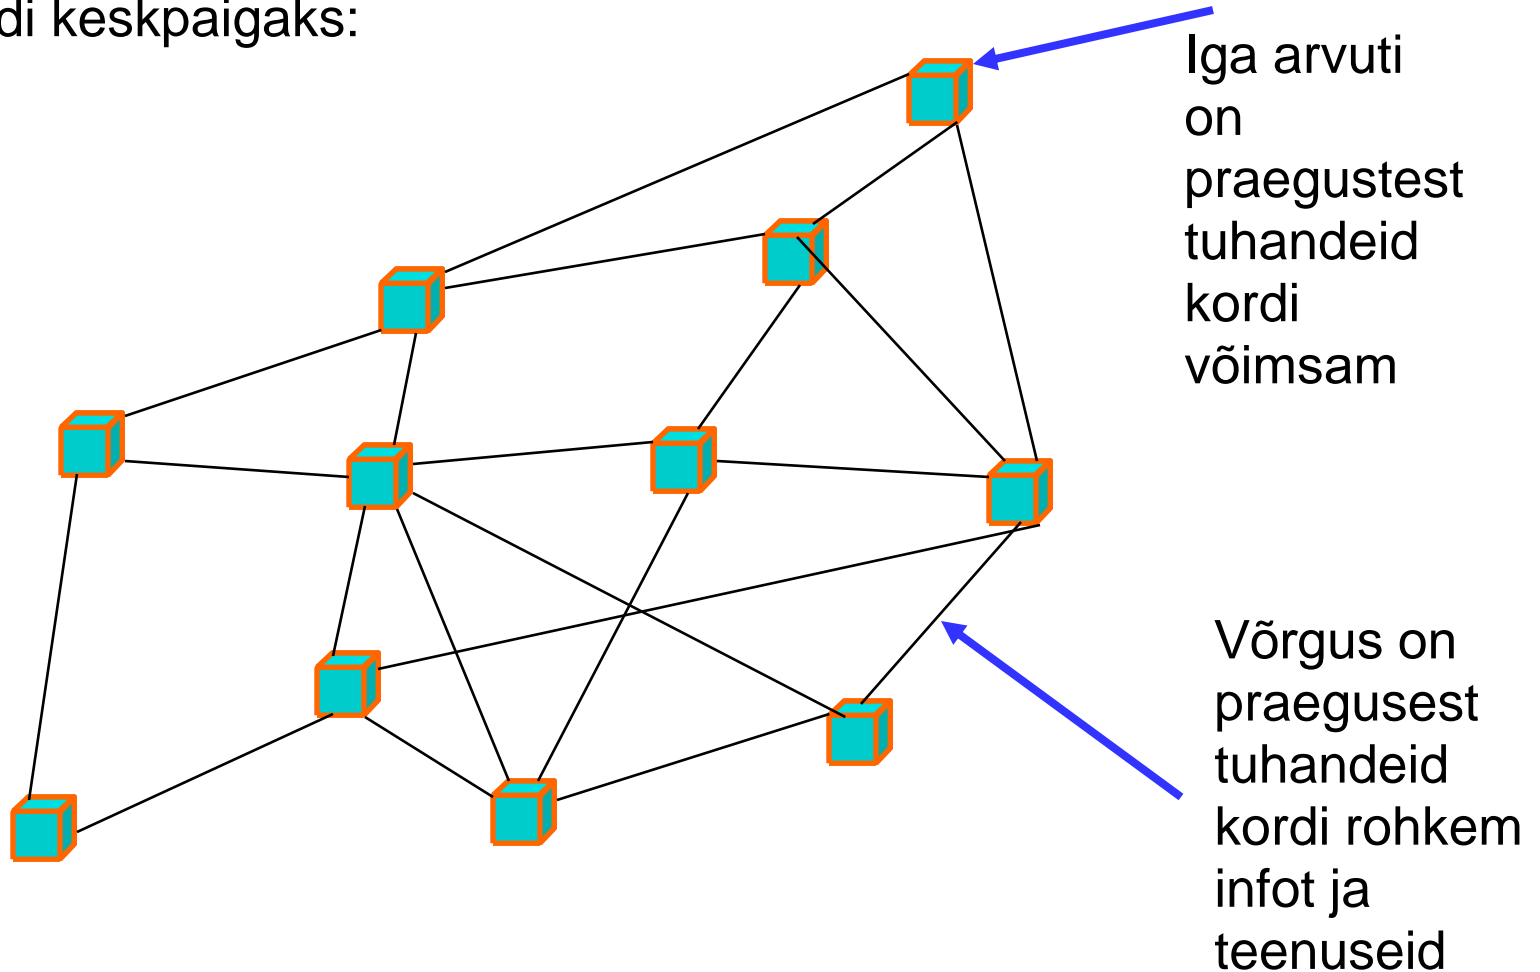 di keskpaigaks:
Iga arvuti
on
praegustest
tuhandeid
kordi
võimsam
Võrgus on
praegusest
tuhandeid
kordi rohkem
infot ja
teenuseid